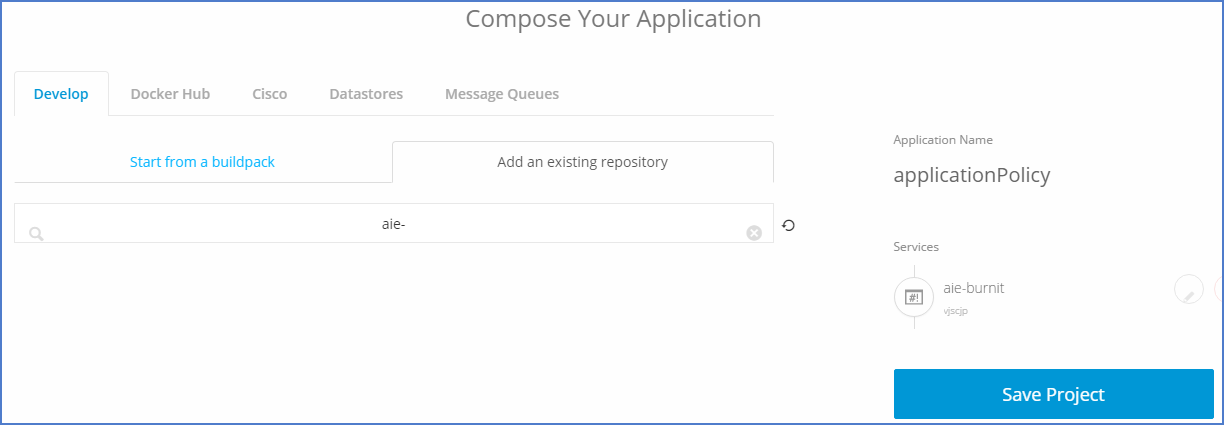 Compose Your Application
Develop
Docker Hub
Cisco
Datastores
Message Queues
Start from a buildpack
Add an existing repository
aie-
Application Name
applicationPolicy
Services
#!
aie-burnit
vjscjp
Save Project